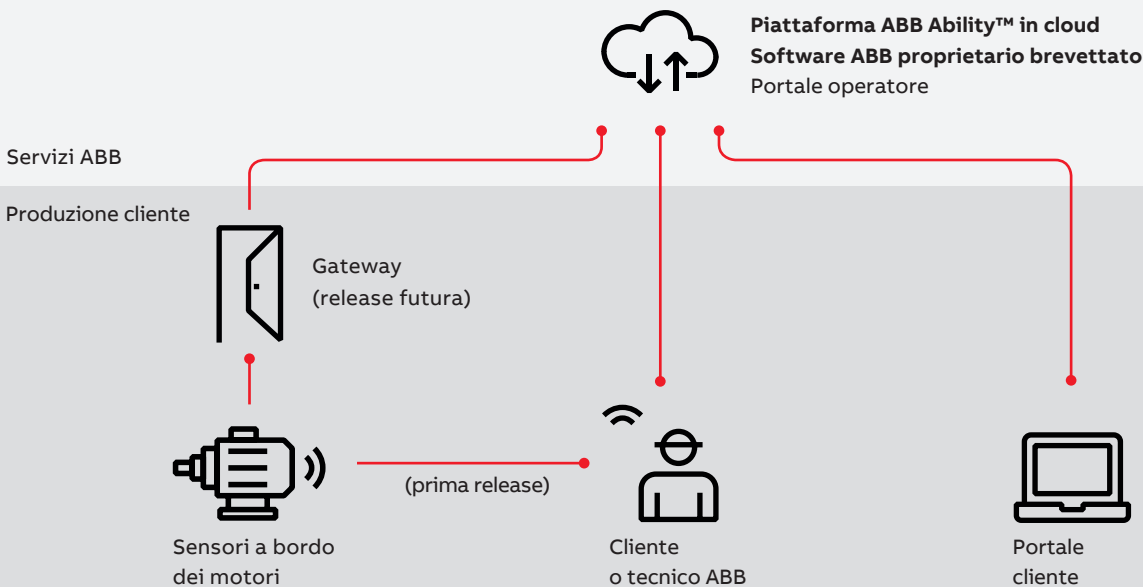 Piattaforma ABB Ability™ in cloud
Software ABB proprietario brevettato
Portale operatore
Servizi ABB
Produzione cliente
Gateway
(release futura)
(prima release)
Sensori a bordo
dei motori
Cliente
o tecnico ABB
Portale
cliente